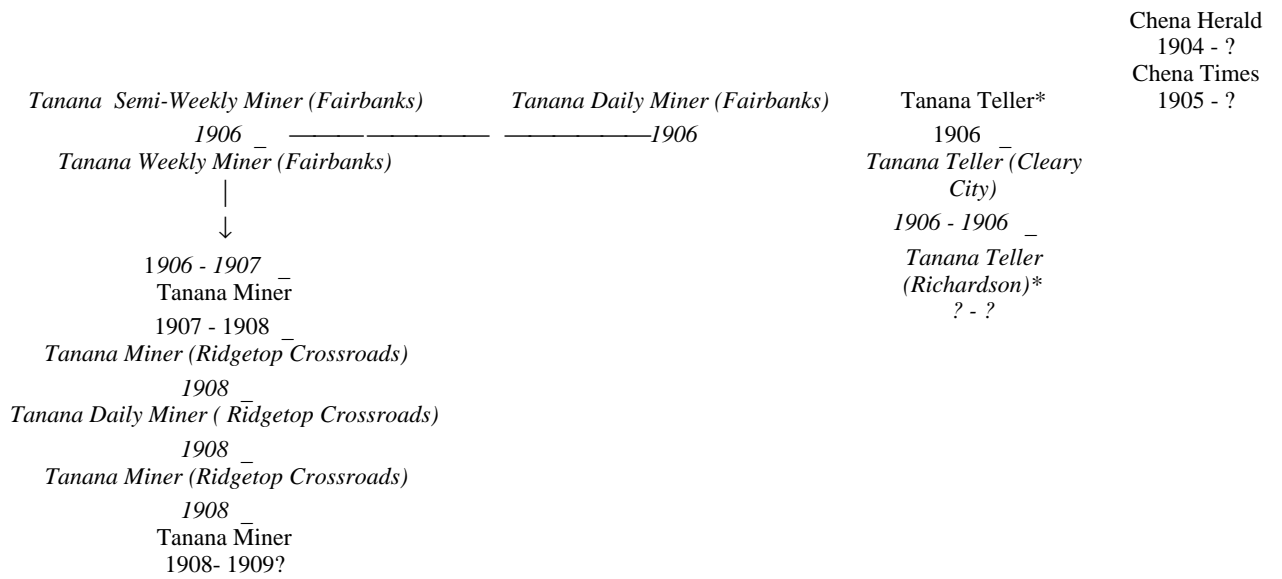 Chena Herald
1904 - ?
Chena Times
1905 - ?
Tanana Semi-Weekly Miner (Fairbanks)
1906 _
Tanana Weekly Miner (Fairbanks)
|
↓
1906 - 1907 _
Tanana Miner
1907 - 1908 _
Tanana Miner (Ridgetop Crossroads)
1908 _
Tanana Daily Miner ( Ridgetop Crossroads)
1908 _
Tanana Miner (Ridgetop Crossroads)
1908 _
Tanana Miner
1908- 1909?
Tanana Daily Miner (Fairbanks)
1906
Tanana Teller*
1906 _
Tanana Teller (Cleary
City)
1906 - 1906 _
Tanana Teller
(Richardson)*
? - ?